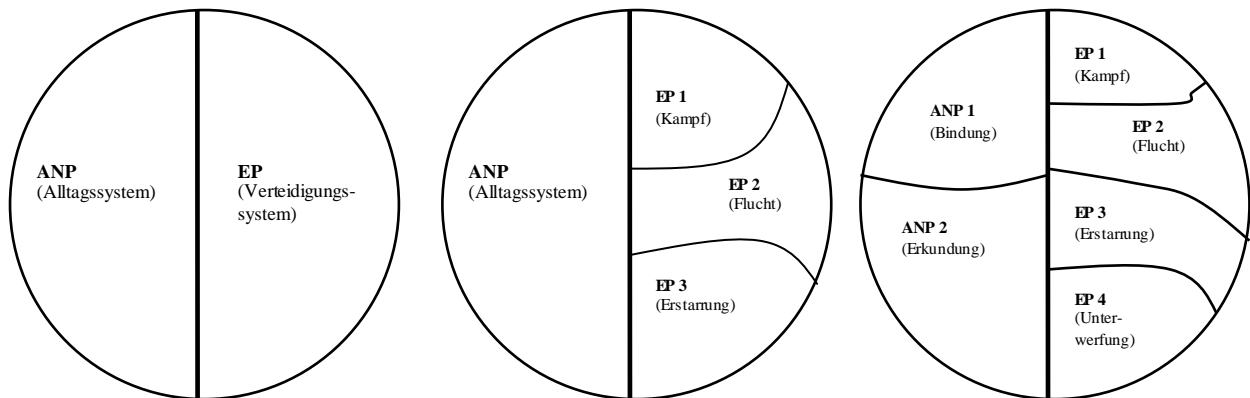 ANP
(Alltagssystem)
EP
(Verteidigungs-
system)
ANP
(Alltagssystem)
EP 1
(Kampf)
EP 2
(Flucht)
EP 3
(Erstarrung)
ANP 1
(Bindung)
ANP 2
(Erkundung)
EP 1
(Kampf)
EP 2
(Flucht)
EP 3
(Erstarrung)
EP 4
(Unter-
werfung)